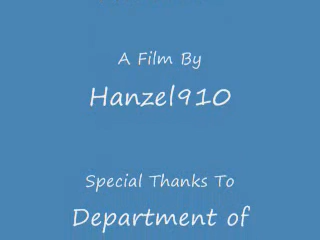 A Film By
Hanzel910
Special Thanks To
Department of